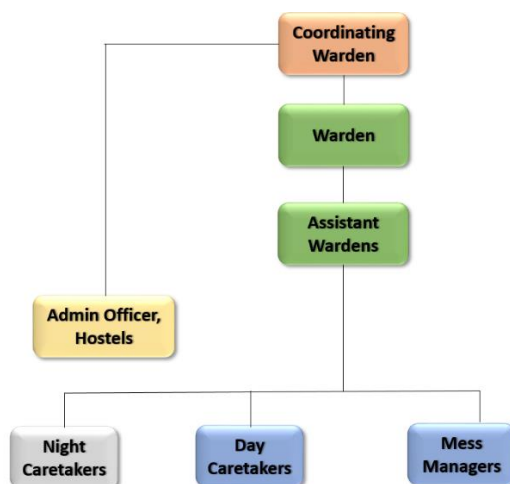 Coordinating
Warden
Warden
Assistant
Wardens
Admin Officer,
Hostels
Night
Caretakers
Day
Caretakers
Mess
Managers